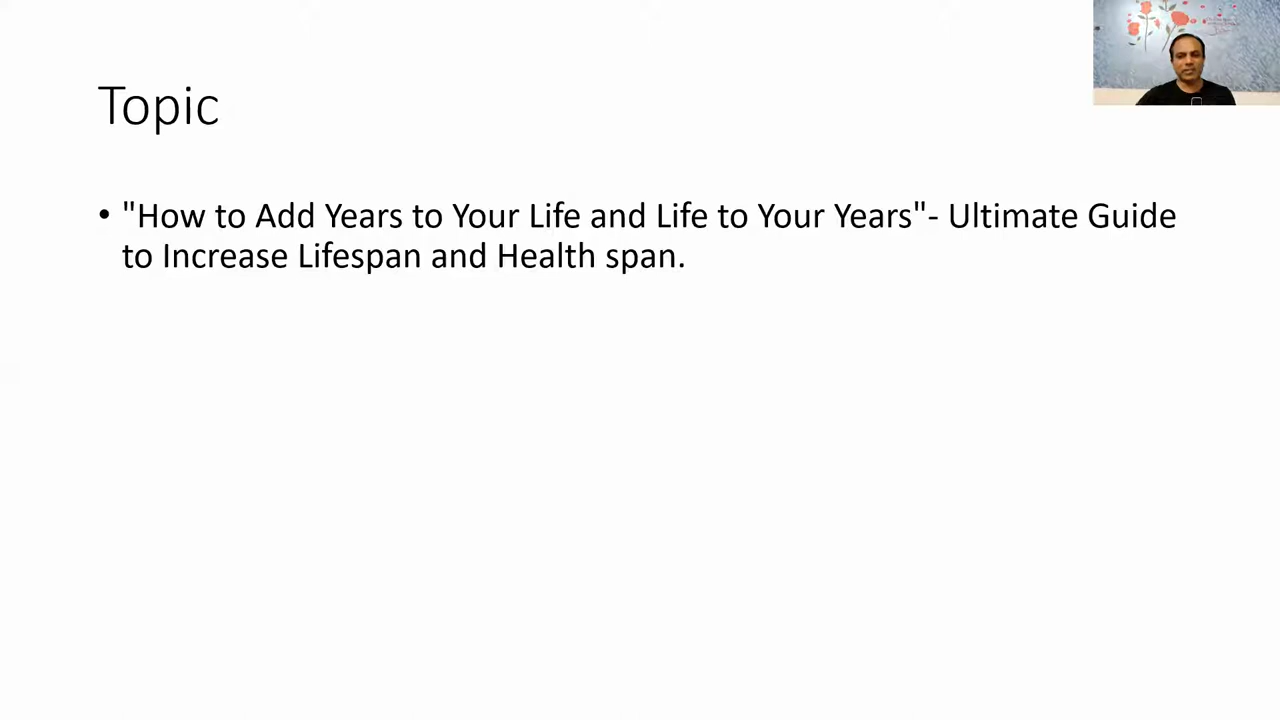 Topic
• "How to Add Years to Your Life and Life to Your Years"- Ultimate Guide
to Increase Lifespan and Health span.